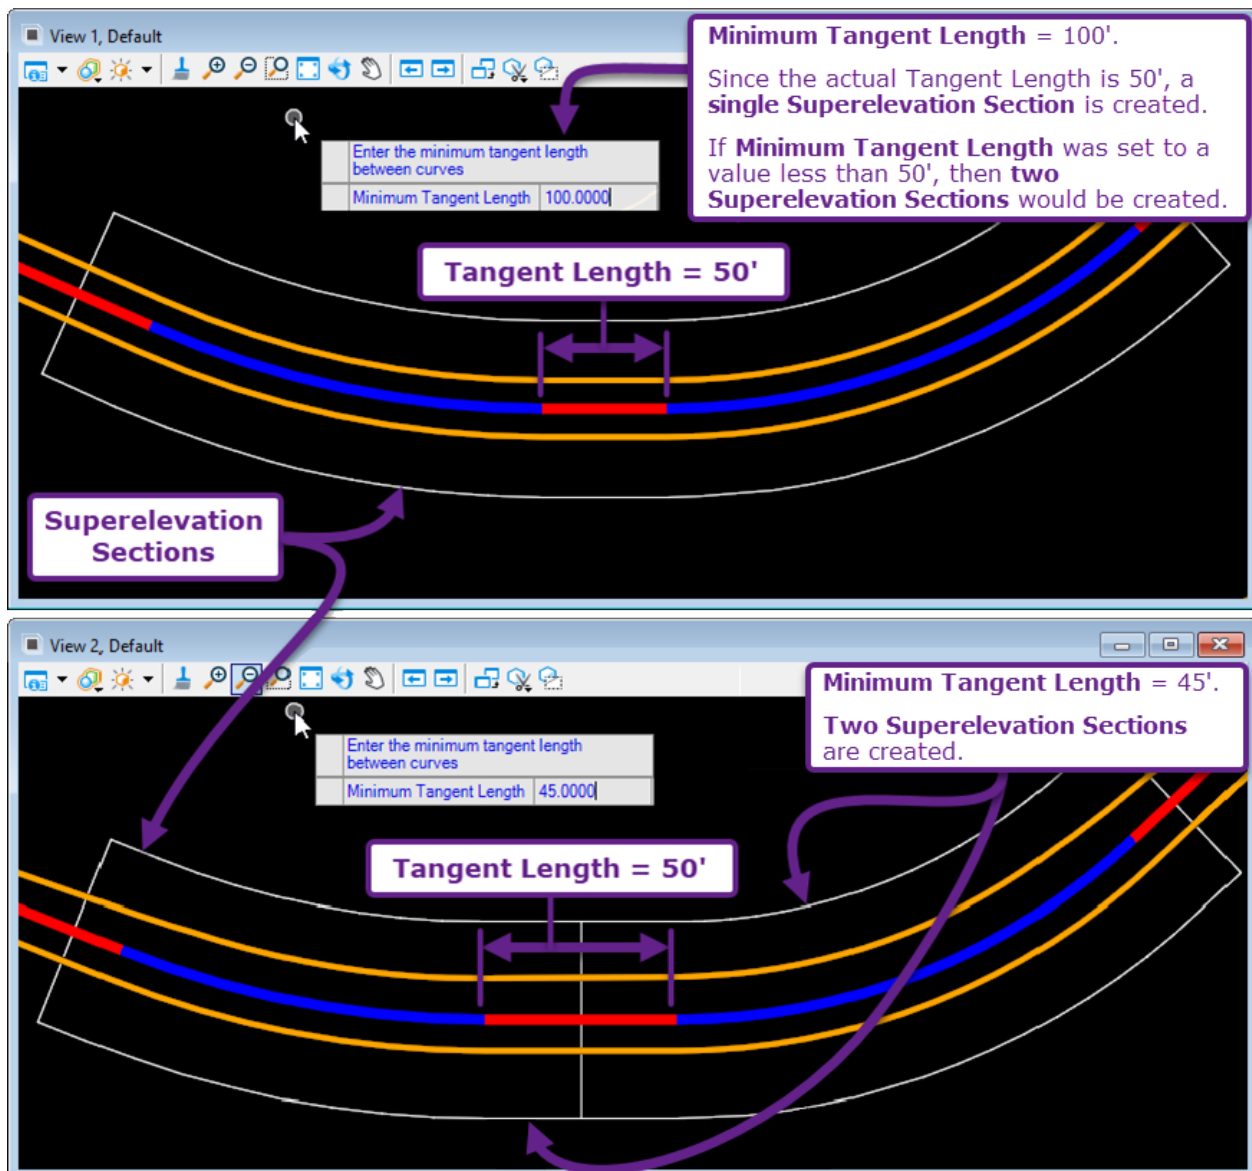 View 1, Default
Minimum Tangent Length = 100'.
Since the actual Tangent Length is 50', a
single Superelevation Section is created.
If Minimum Tangent Length was set to a
value less than 50', then two
Superelevation Sections would be created.
Enter the minimum tangent length
between curves
Minimum Tangent Length 100.0000
Tangent Length = 50'
Superelevation
Sections
View 2, Default
Minimum Tangent Length = 45'.
Two Superelevation Sections
are created.
Enter the minimum tangent length
between curves
Minimum Tangent Length 45.0000
Tangent Length = 50'